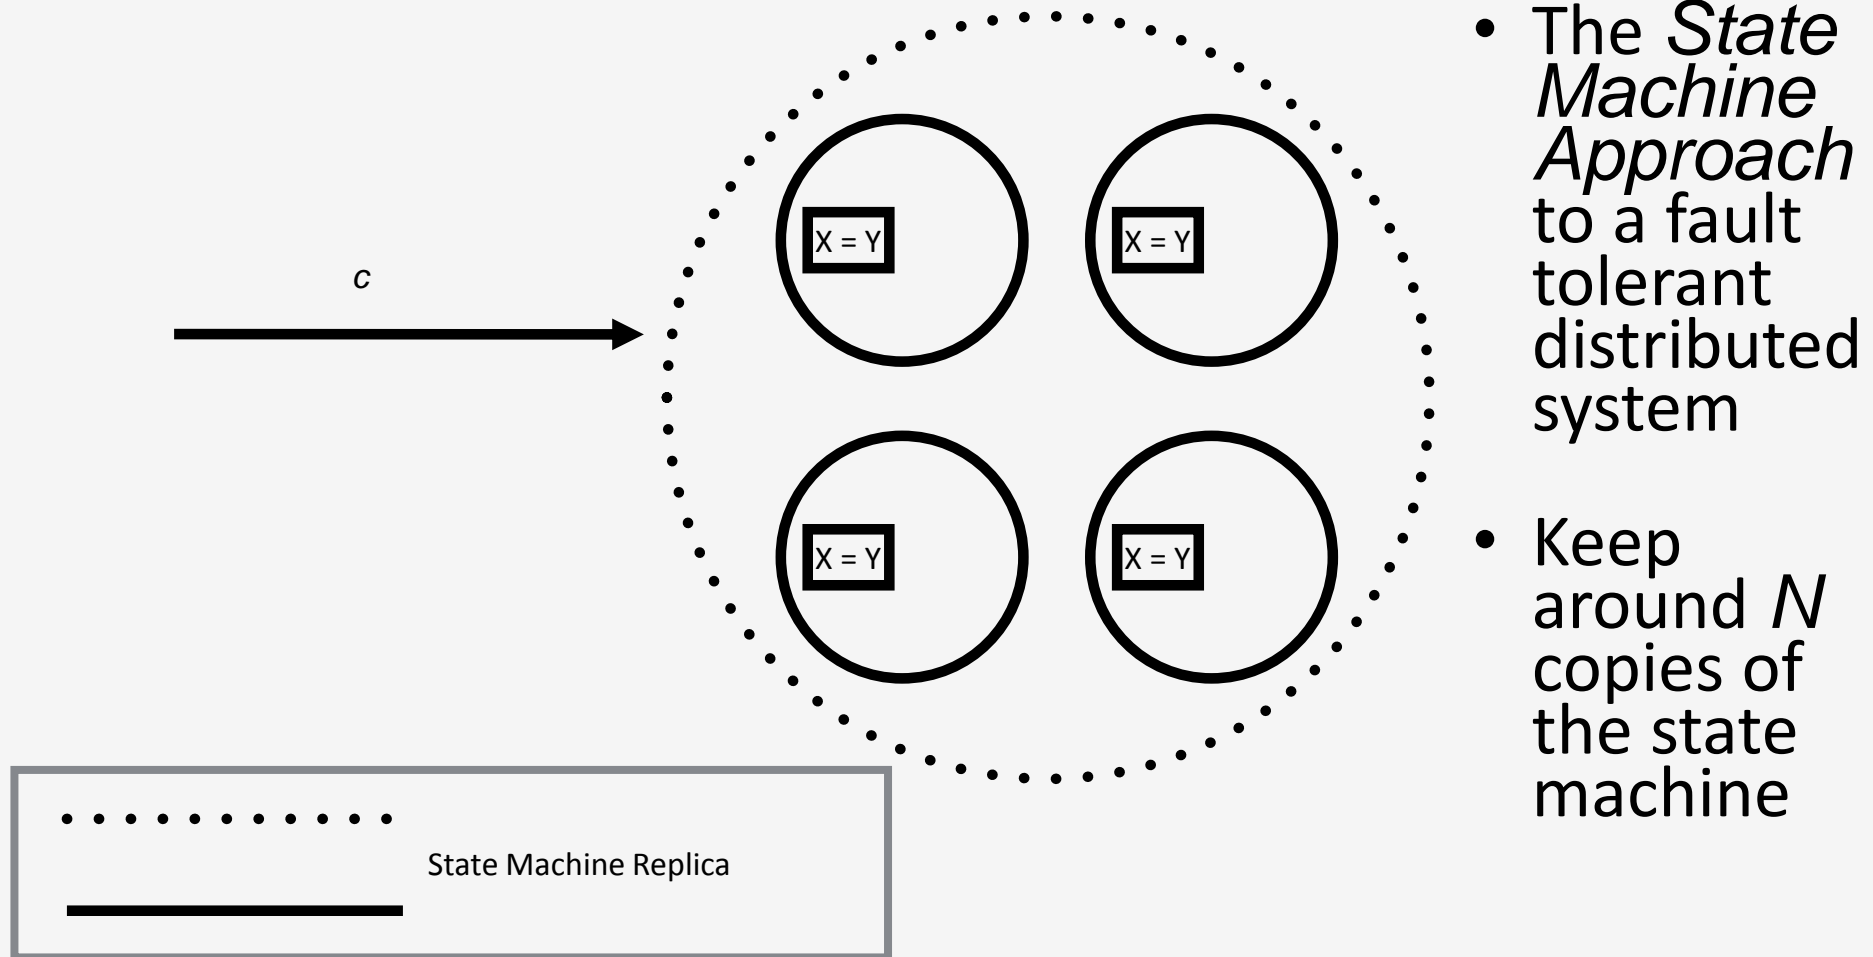 c
X = Y
X = Y
X = Y
X = Y
State Machine Replica
• The State
Machine
Approach
to a fault
tolerant
distributed
system
• Keep
around N
copies of
the state
machine